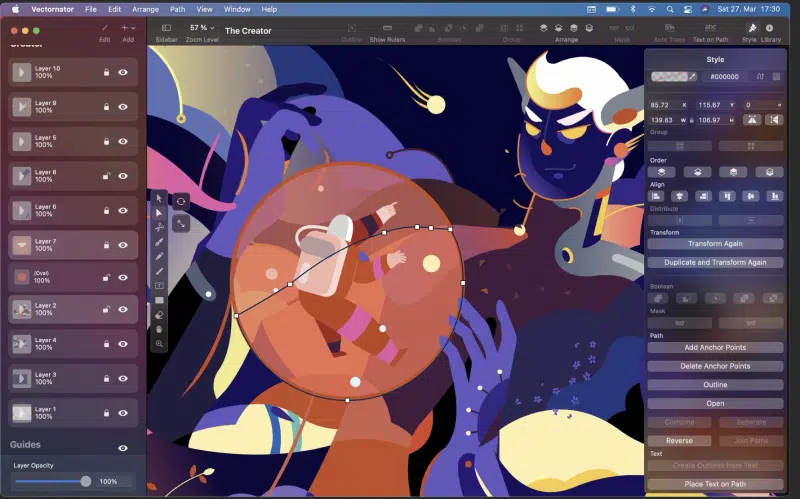 Vectornator File Edit Arrange Path View Window Help Sat 27. Mar 17:30
57 % The Creator
Sidebar Zoom Level Outline Show Rulers Boolean Group Arrange Mask Auto Trace Text on Path Style Library
Edit Add
Creator
Layer 10
100%
Layer 9
100%
Layer 5
100%
Layer 8
100%
Layer 6
100%
Layer 7
100%
(Oval)
100%
Layer 2
100%
Layer 4
100%
Layer 3
100%
Layer 1
100%
Guides
Layer Opacity
100%
Style
#000000
85.72 X 115.67 Y 0
139.83 W 106.97 H
Group
Order
Align
Distribute
Transform
Transform Again
Duplicate and Transform Again
Boolean
Mask
Path
Add Anchor Points
Delete Anchor Points
Outline
Open
Combine Separate
Reverse Join Paths
Text
Create Outlines from Text
Place Text on Path